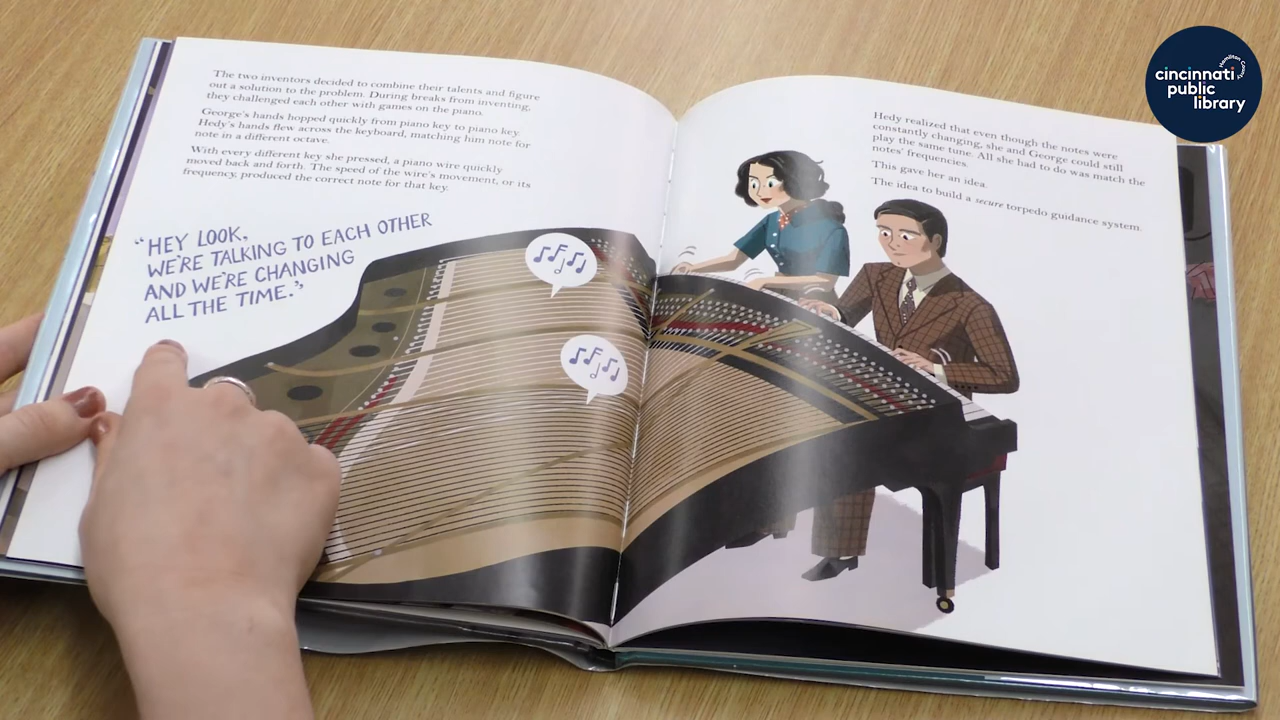 The two inventors decided to combine their talents and figure
out a solution to the problem. During breaks from inventing,
they challenged each other with games on the piano.
George's hands hopped quickly from piano key to piano key.
Hedy's hands flew across the keyboard, matching him note for
note in a different octave.
With every different key she pressed, a piano wire quickly
moved back and forth. The speed of the wire's movement, or its
frequency, produced the correct note for that key.
"HEY LOOK,
WE'RE TALKING TO EACH OTHER
AND WE'RE CHANGING
ALL THE TIME."
Hedy realized that even though the notes were
constantly changing, she and George could still
play the same tune. All she had to do was match the
notes' frequencies.
This gave her an idea.
The idea to build a secure torpedo guidance system.
cincinnati
public
library
Hamilton County